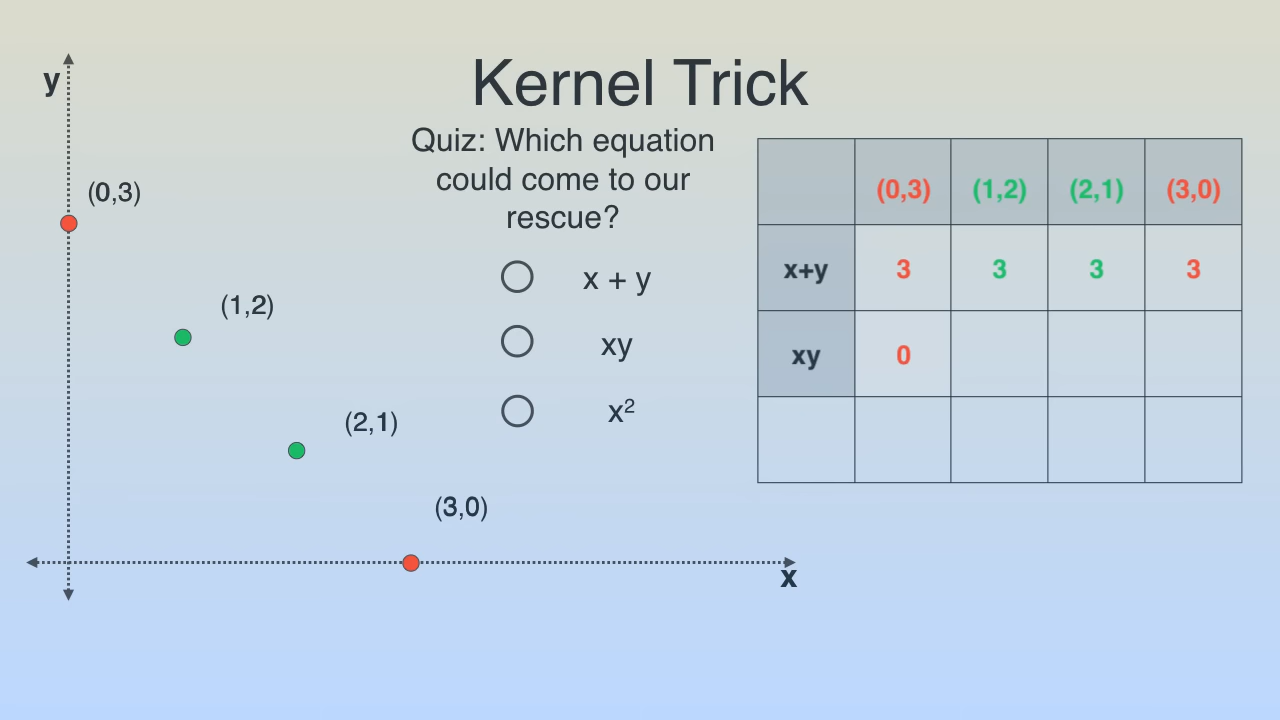 Kernel Trick
Quiz: Which equation
could come to our
rescue?
x + y
xy
x²
y
(0,3)
(1,2)
(2,1)
(3,0)
x
(0,3) (1,2) (2,1) (3,0)
x+y 3 3 3 3
xy 0